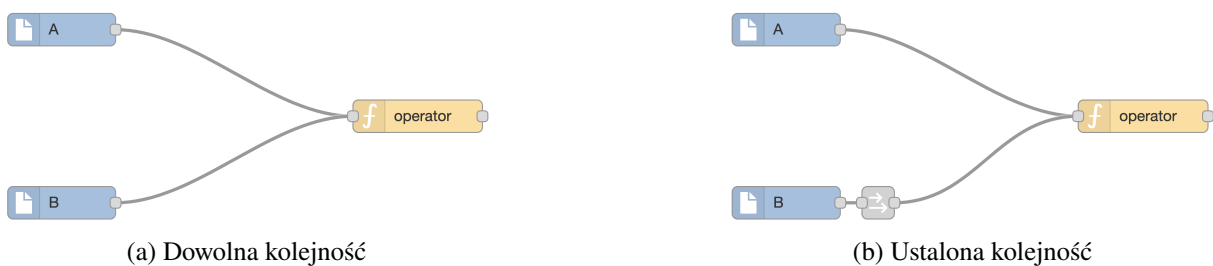 A
A
operator
operator
B
B
(a) Dowolna kolejność
(b) Ustalona kolejność